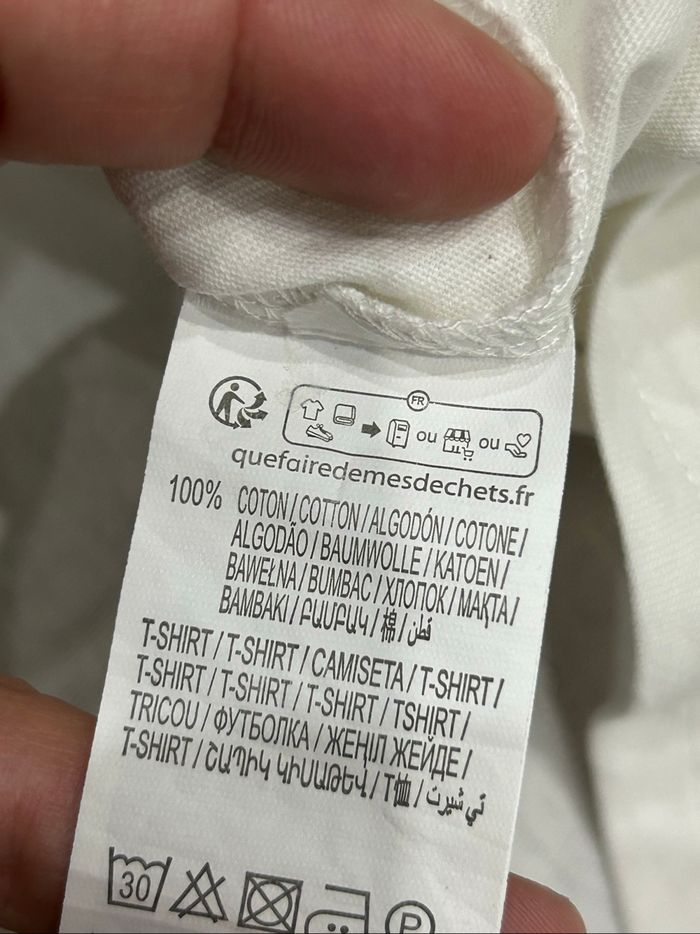 FR
ou ou
quefairedemesdechets.fr
100% COTON / COTTON / ALGODÓN / COTONE /
ALGODÃO / BAUMWOLLE / KATOEN /
BAWEŁNA / BUMBAC / ХЛОПОК / МАҚТА /
BAMBAKI / ԲԱՄԲԱԿ / 棉 / قطن
T-SHIRT / T-SHIRT / CAMISETA / T-SHIRT /
T-SHIRT / T-SHIRT / T-SHIRT / TSHIRT /
TRICOU / ФУТБОЛКА / ЖЕҢІЛ ЖЕЙДЕ /
T-SHIRT / ՇԱՊԻԿ ԿԻՍԱԹԵՎ / T恤 / تي شيرت
30
P